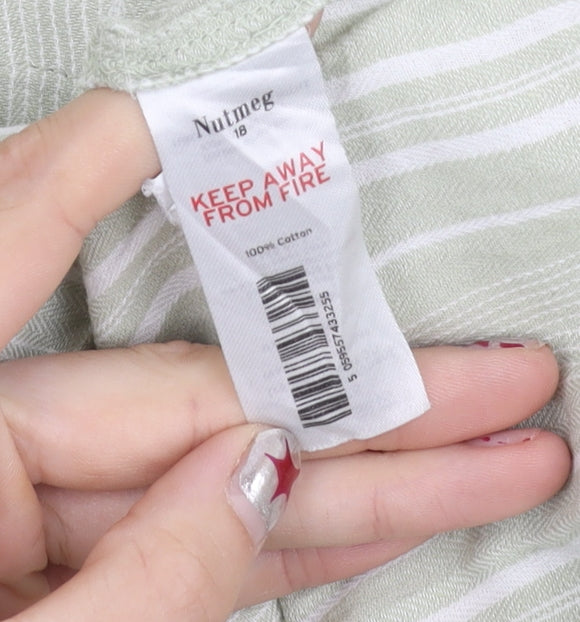 Nutmeg
18
KEEP AWAY
FROM FIRE
100% Cotton
5 059557433255